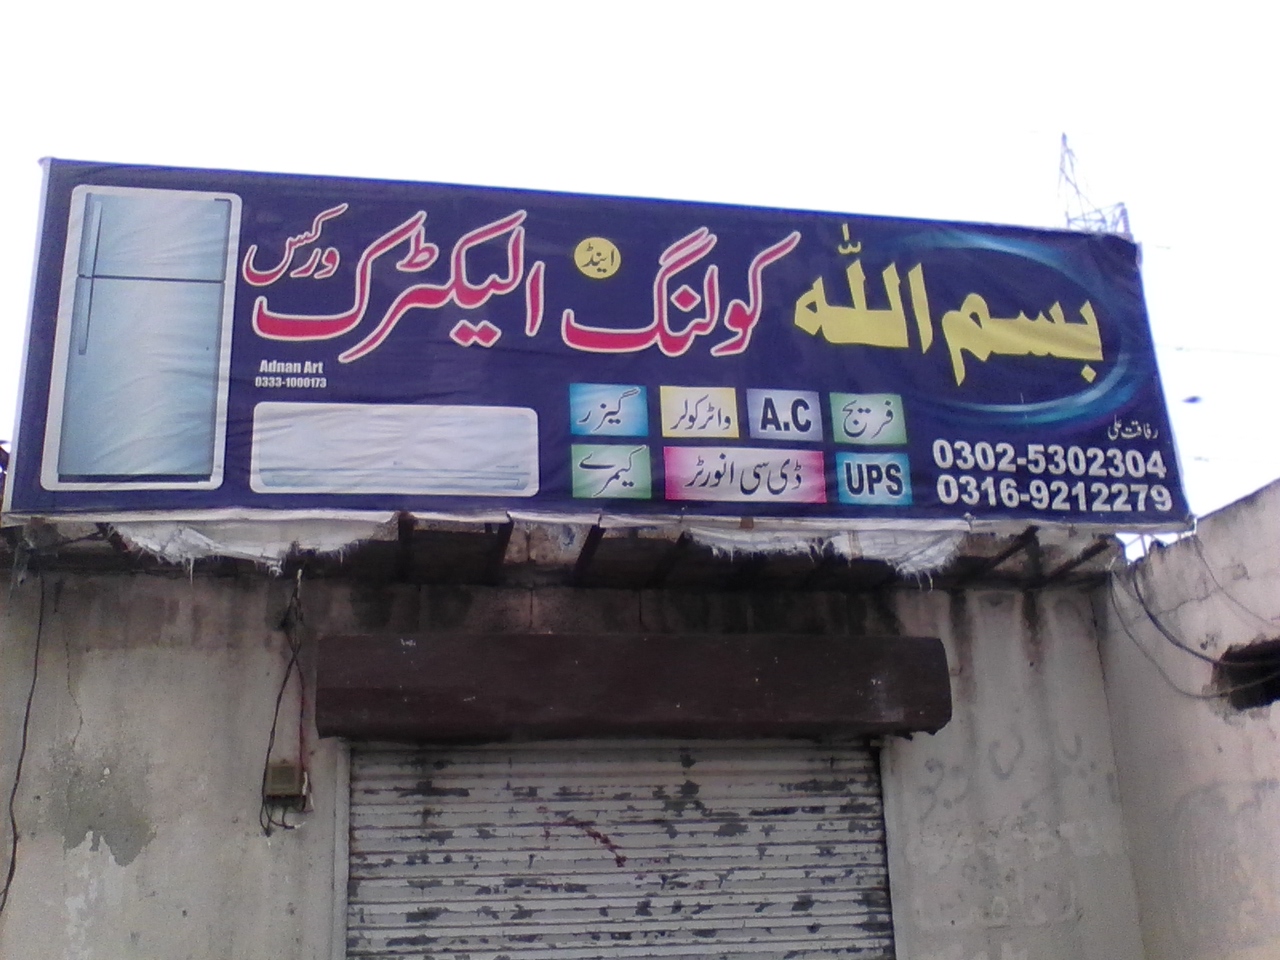 بسم اللہ کولنگ اینڈ الیکٹرک ورکس
فریج A.C واٹر کولر گیزر
UPS ڈی سی انورٹر کیمرے
رفاقت علی
0302-5302304
0316-9212279
Adnan Art
0333-1000173